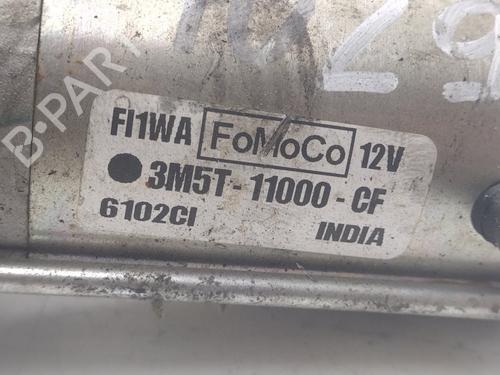 B-PARTS
FI1WA FoMoCo 12V
3M5T-11000-CF
6102CI INDIA